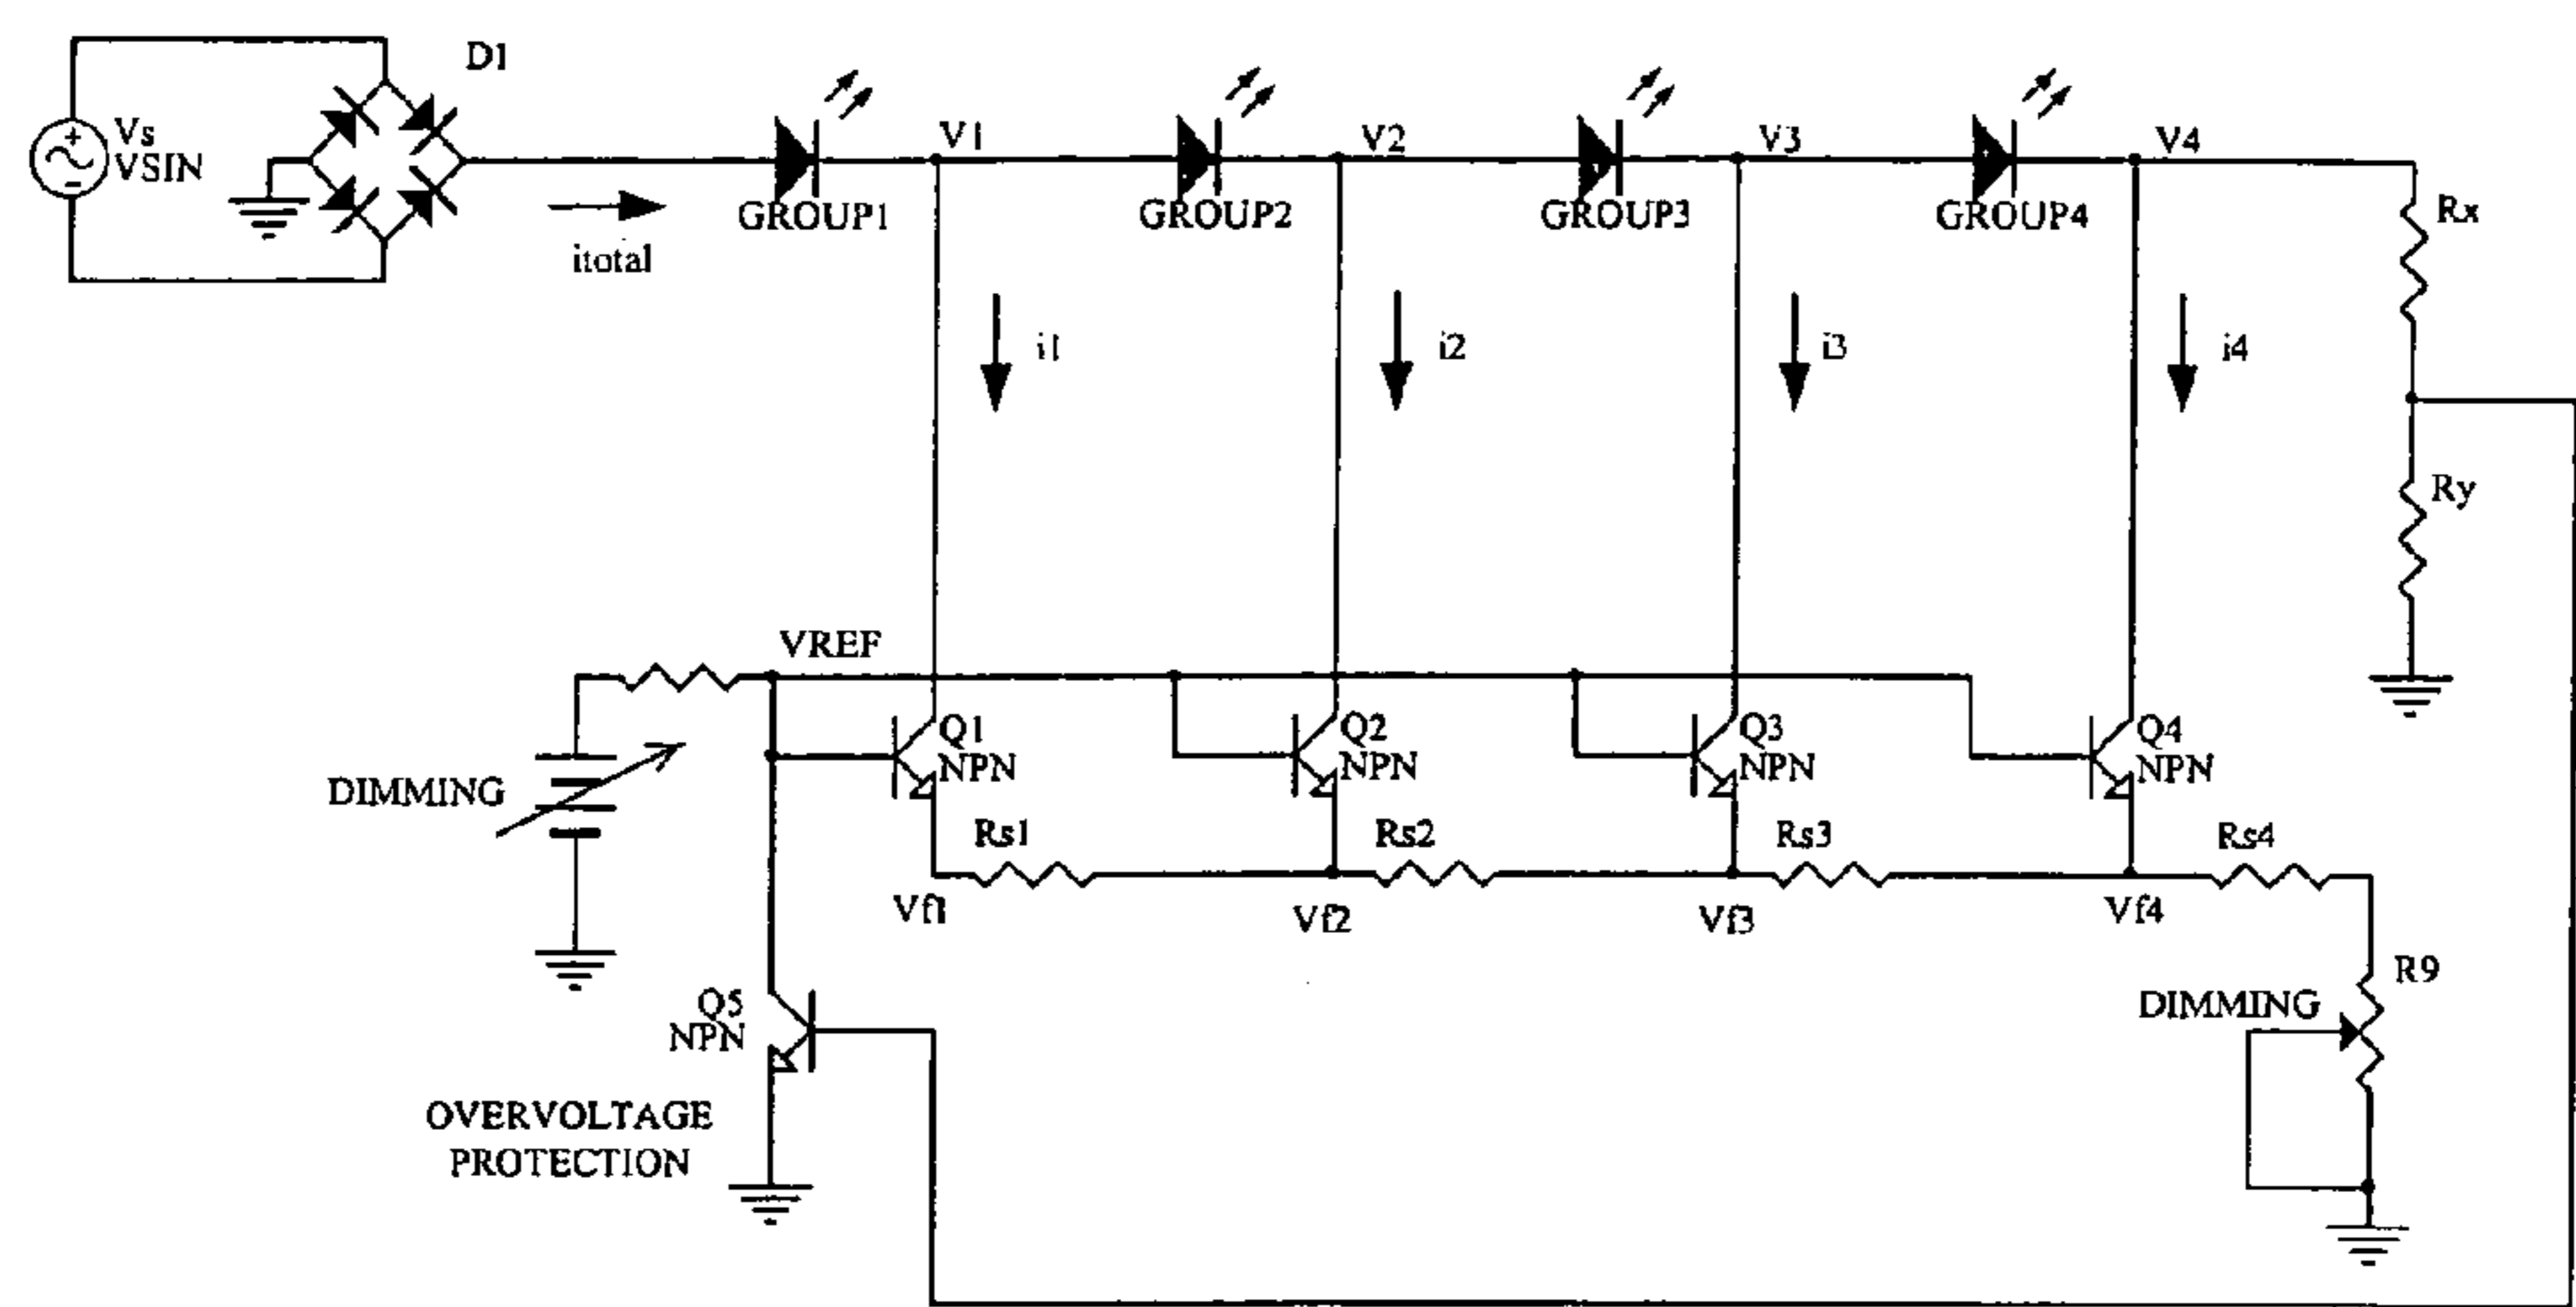 D1
Vs
VSIN
+
-
itotal
GROUP1
V1
GROUP2
V2
GROUP3
V3
GROUP4
V4
Rx
i1
i2
i3
i4
Ry
VREF
Q1
NPN
Q2
NPN
Q3
NPN
Q4
NPN
DIMMING
Rs1
Rs2
Rs3
Rs4
Vf1
Vf2
Vf3
Vf4
R9
DIMMING
Q5
NPN
OVERVOLTAGE
PROTECTION